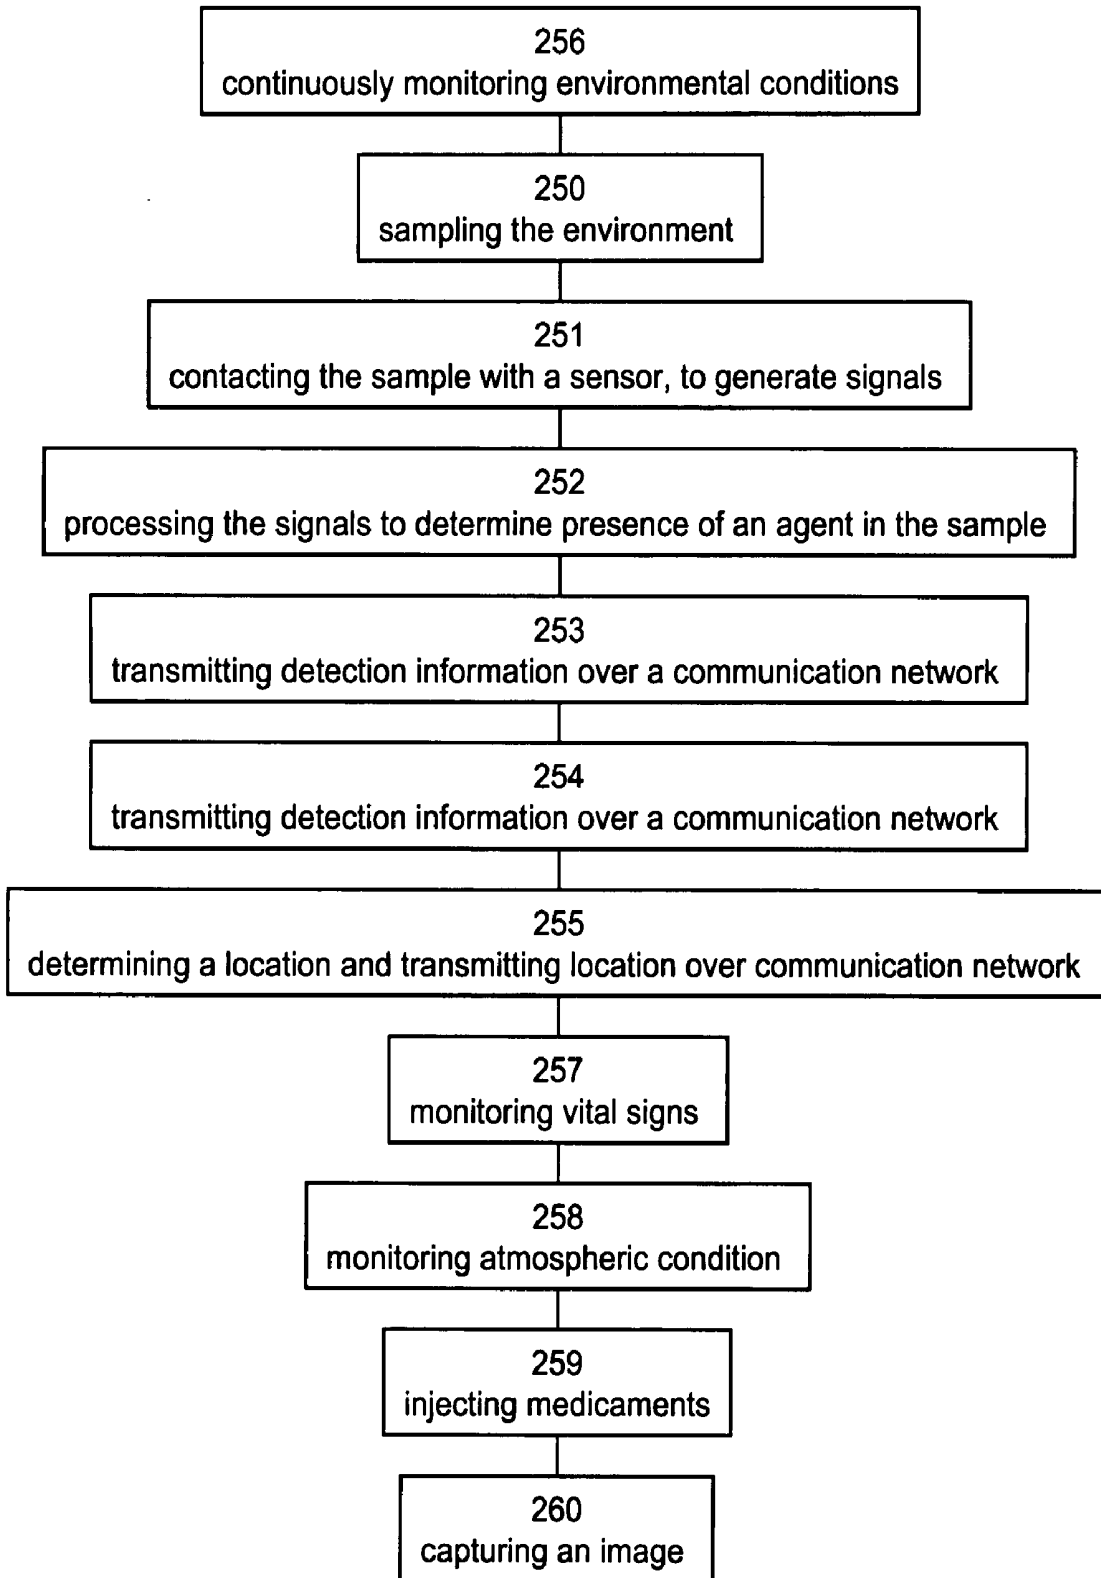 256
continuously monitoring environmental conditions
250
sampling the environment
251
contacting the sample with a sensor, to generate signals
252
processing the signals to determine presence of an agent in the sample
253
transmitting detection information over a communication network
254
transmitting detection information over a communication network
255
determining a location and transmitting location over communication network
257
monitoring vital signs
258
monitoring atmospheric condition
259
injecting medicaments
260
capturing an image